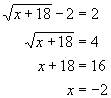 √(x + 18) − 2 = 2
√(x + 18) = 4
x + 18 = 16
x = −2